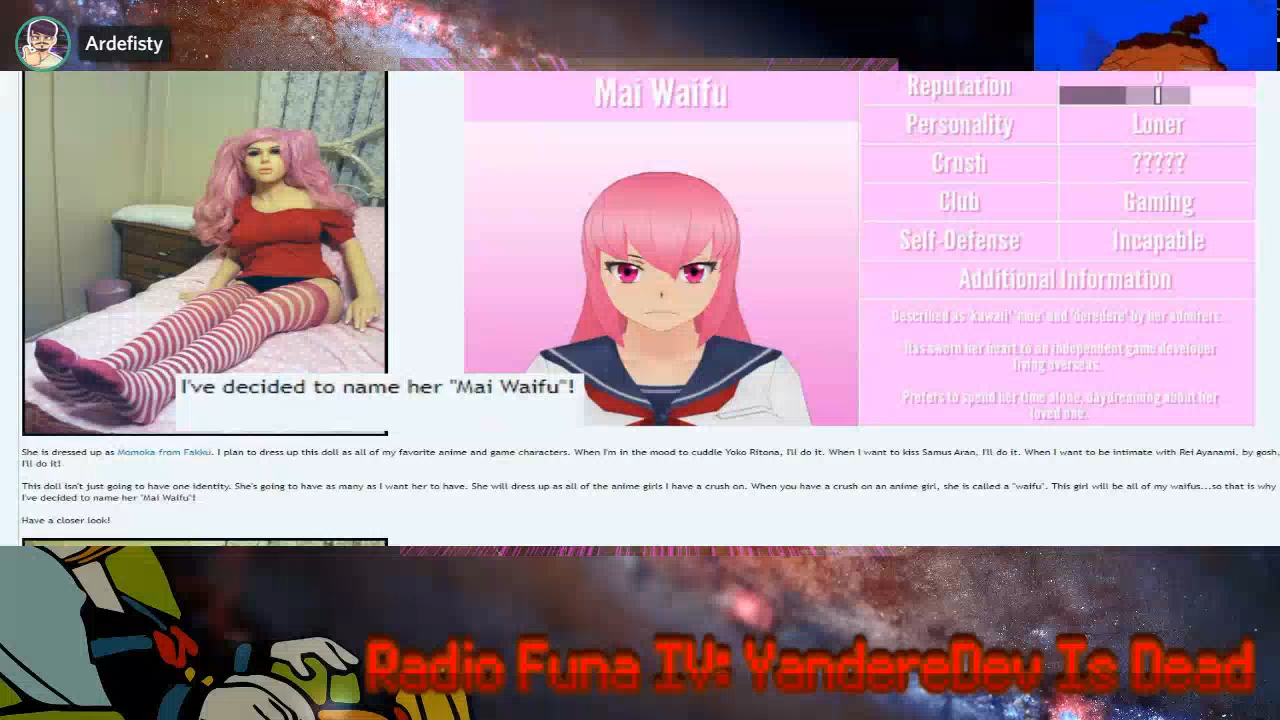 Ardefisty
Mai Waifu
Reputation
0
Personality
Loner
Crush
?????
Club
Gaming
Self-Defense
Incapable
Additional Information
Described as "kawaii" "moe" and "deredere" by her admirers.
Has sworn her heart to an independent game developer
living overseas.
Prefers to spend her time alone, daydreaming about her
loved one.
I've decided to name her "Mai Waifu"!
She is dressed up as Momoka from Fakku. I plan to dress up this doll as all of my favorite anime and game characters. When I'm in the mood to cuddle Yoko Ritona, I'll do it. When I want to kiss Samus Aran, I'll do it. When I want to be intimate with Rei Ayanami, by gosh,
I'll do it!
This doll isn't just going to have one identity. She's going to have as many as I want her to have. She will dress up as all of the anime girls I have a crush on. When you have a crush on an anime girl, she is called a "waifu". This girl will be all of my waifus...so that is why
I've decided to name her "Mai Waifu"!
Have a closer look!
Radio Funa IV: YandereDev Is Dead